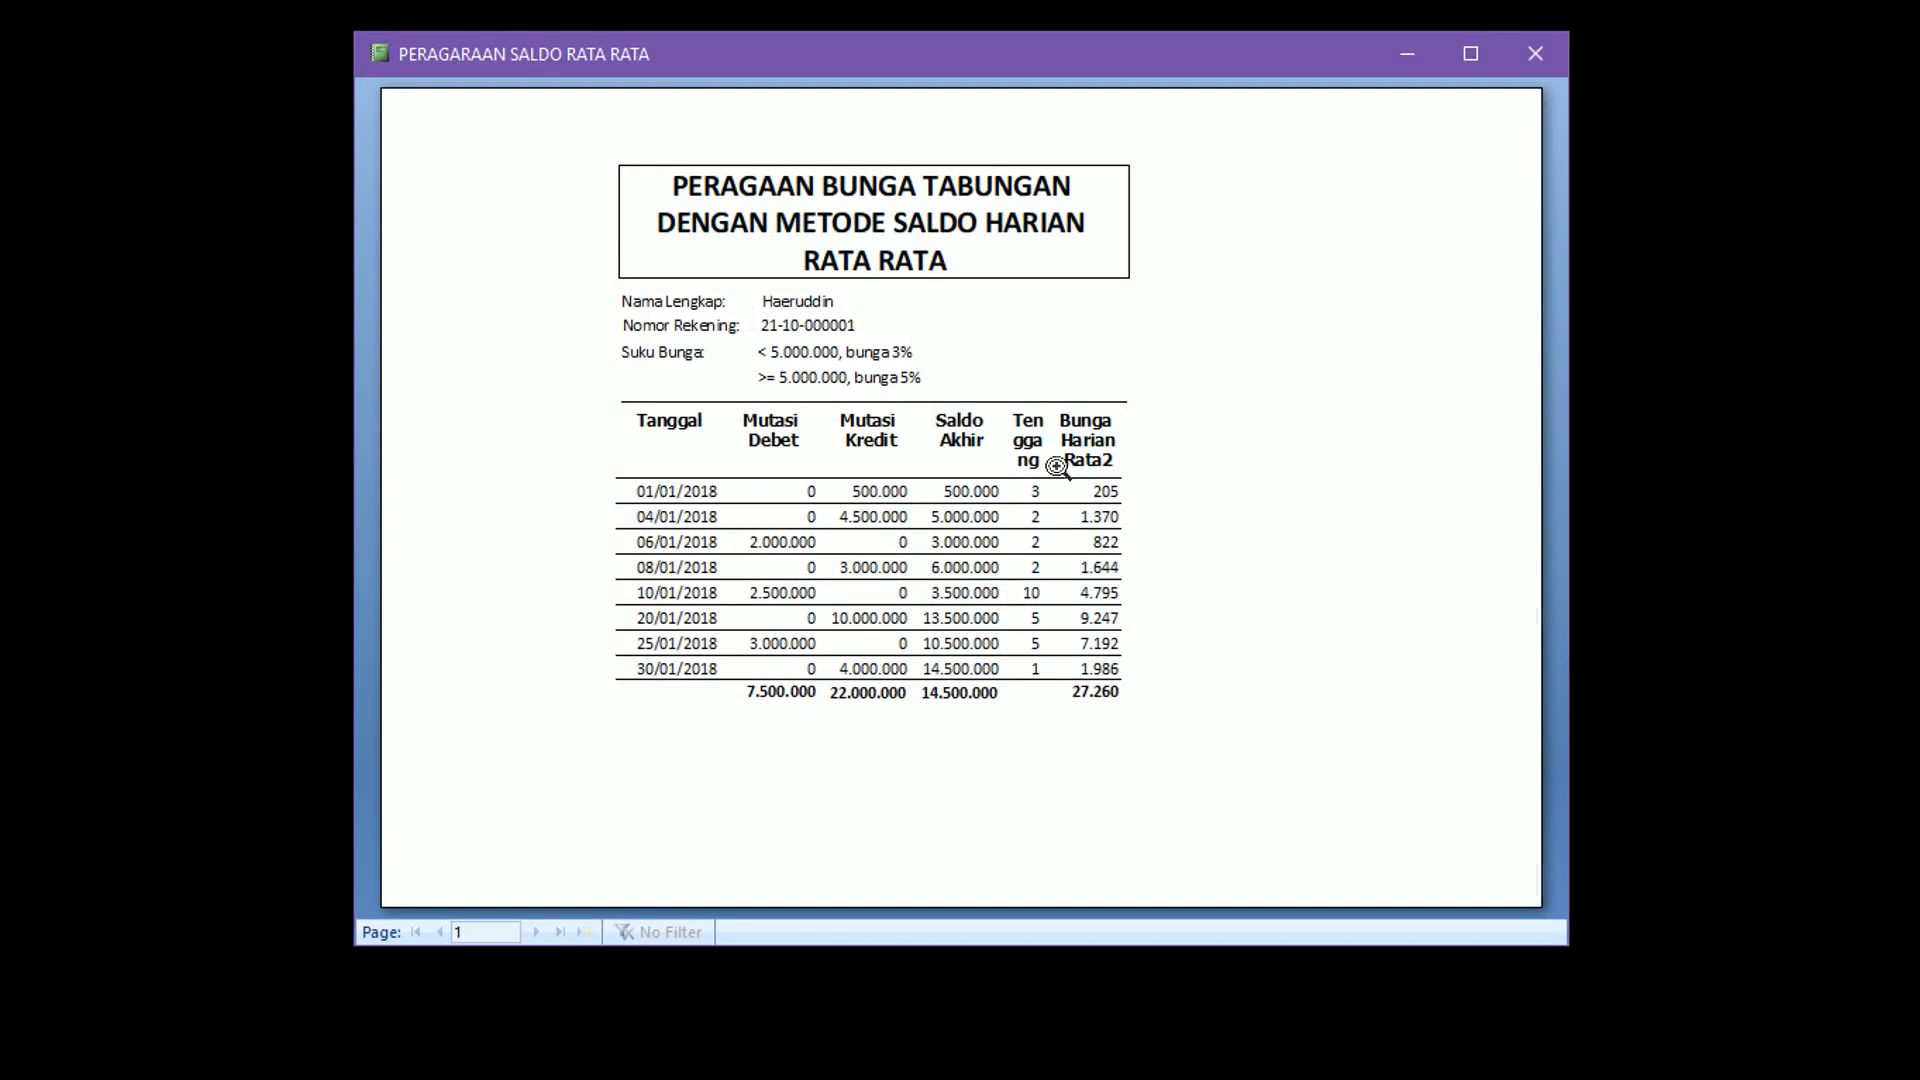 PERAGARAAN SALDO RATA RATA
PERAGAAN BUNGA TABUNGAN
DENGAN METODE SALDO HARIAN
RATA RATA
Nama Lengkap: Haeruddin
Nomor Rekening: 21-10-000001
Suku Bunga: < 5.000.000, bunga 3%
>= 5.000.000, bunga 5%
Tanggal Mutasi Mutasi Saldo Ten Bunga
Debet Kredit Akhir gga Harian
ng Rata2
01/01/2018 0 500.000 500.000 3 205
04/01/2018 0 4.500.000 5.000.000 2 1.370
06/01/2018 2.000.000 0 3.000.000 2 822
08/01/2018 0 3.000.000 6.000.000 2 1.644
10/01/2018 2.500.000 0 3.500.000 10 4.795
20/01/2018 0 10.000.000 13.500.000 5 9.247
25/01/2018 3.000.000 0 10.500.000 5 7.192
30/01/2018 0 4.000.000 14.500.000 1 1.986
7.500.000 22.000.000 14.500.000 27.260
Page: 1 No Filter